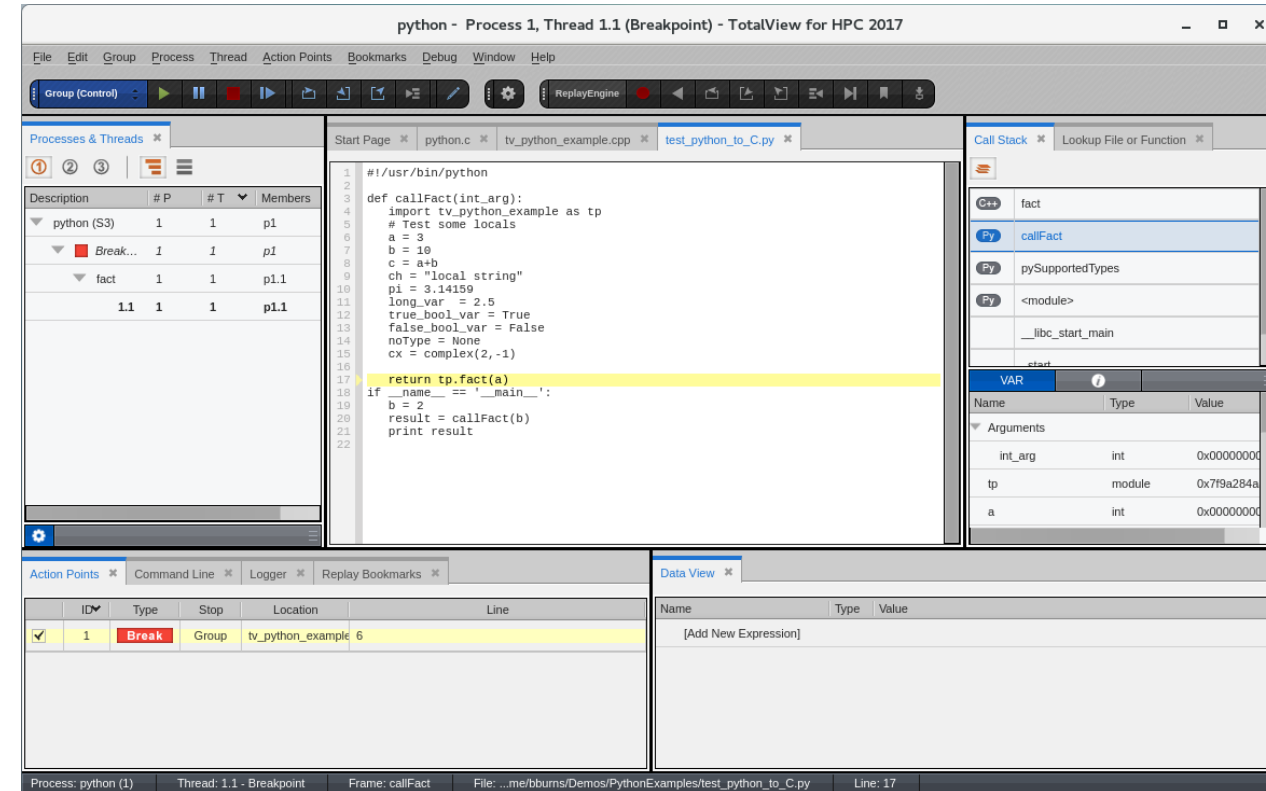 python - Process 1, Thread 1.1 (Breakpoint) - TotalView for HPC 2017
File Edit Group Process Thread Action Points Bookmarks Debug Window Help
Group (Control) ReplayEngine
Processes & Threads
1 2 3
Description # P # T Members
python (S3) 1 1 p1
Break... 1 1 p1
fact 1 1 p1.1
1.1 1 1 p1.1
Start Page python.c tv_python_example.cpp test_python_to_C.py
1 #!/usr/bin/python
2
3 def callFact(int_arg):
4 import tv_python_example as tp
5 # Test some locals
6 a = 3
7 b = 10
8 c = a+b
9 ch = "local string"
10 pi = 3.14159
11 long_var  = 2.5
12 true_bool_var = True
13 false_bool_var = False
14 noType = None
15 cx = complex(2,-1)
16
17 return tp.fact(a)
18 if __name__ == '__main__':
19 b = 2
20 result = callFact(b)
21 print result
22
Call Stack Lookup File or Function
C++ fact
Py callFact
Py pySupportedTypes
Py <module>
__libc_start_main
_start
VAR i
Name Type Value
Arguments
int_arg int 0x00000000
tp module 0x7f9a284a
a int 0x00000000
Action Points Command Line Logger Replay Bookmarks
ID Type Stop Location Line
1 Break Group tv_python_example 6
Data View
Name Type Value
[Add New Expression]
Process: python (1) Thread: 1.1 - Breakpoint Frame: callFact File: ...me/bburns/Demos/PythonExamples/test_python_to_C.py Line: 17